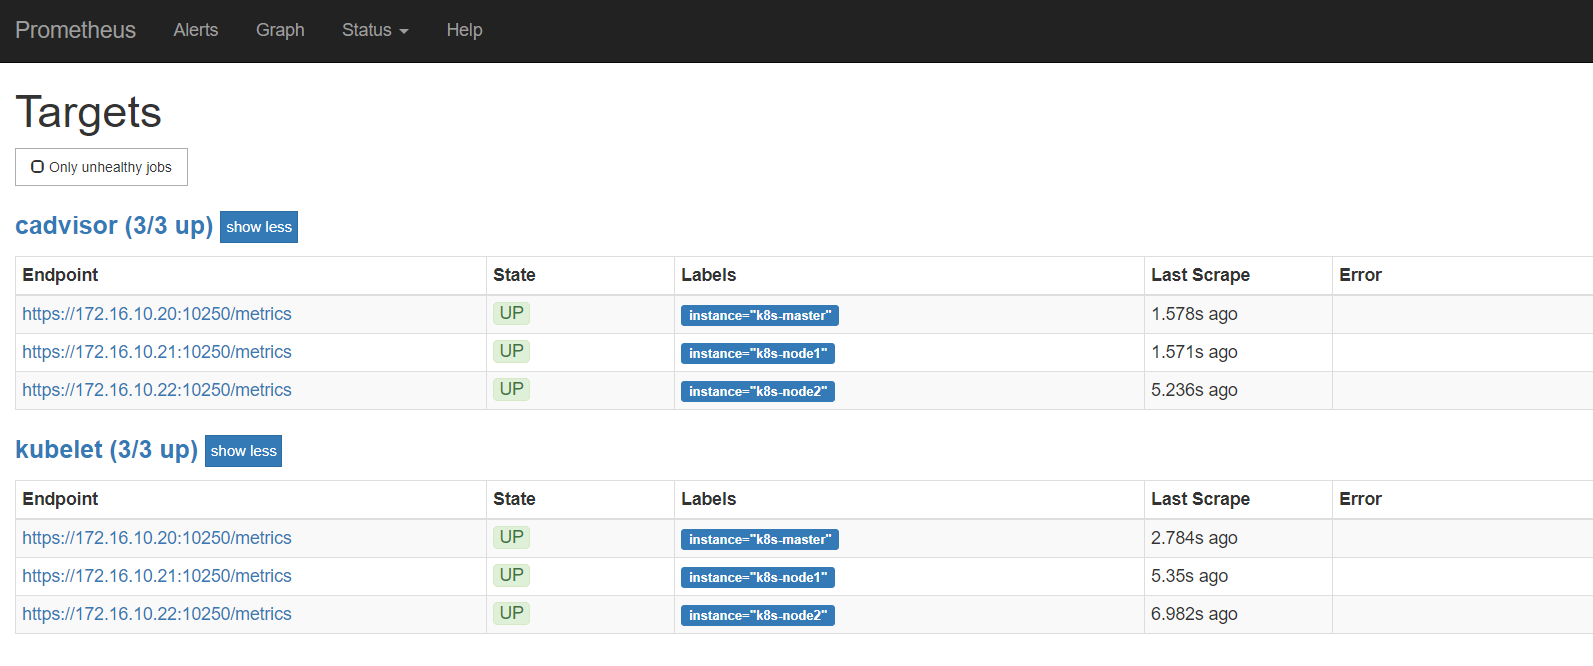 Prometheus Alerts Graph Status Help
Targets
Only unhealthy jobs
cadvisor (3/3 up) show less
Endpoint State Labels Last Scrape Error
https://172.16.10.20:10250/metrics UP instance="k8s-master" 1.578s ago
https://172.16.10.21:10250/metrics UP instance="k8s-node1" 1.571s ago
https://172.16.10.22:10250/metrics UP instance="k8s-node2" 5.236s ago
kubelet (3/3 up) show less
Endpoint State Labels Last Scrape Error
https://172.16.10.20:10250/metrics UP instance="k8s-master" 2.784s ago
https://172.16.10.21:10250/metrics UP instance="k8s-node1" 5.35s ago
https://172.16.10.22:10250/metrics UP instance="k8s-node2" 6.982s ago